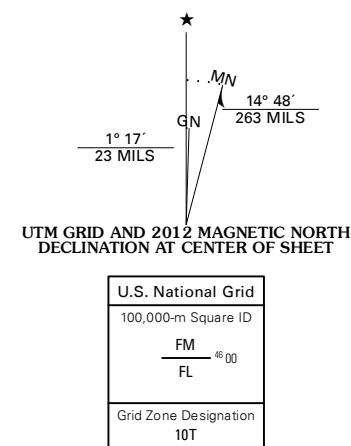 ★
MN
GN
14° 48´
263 MILS
1° 17´
23 MILS
UTM GRID AND 2012 MAGNETIC NORTH
DECLINATION AT CENTER OF SHEET
U.S. National Grid
100,000-m Square ID
FM
46 00
FL
Grid Zone Designation
10T